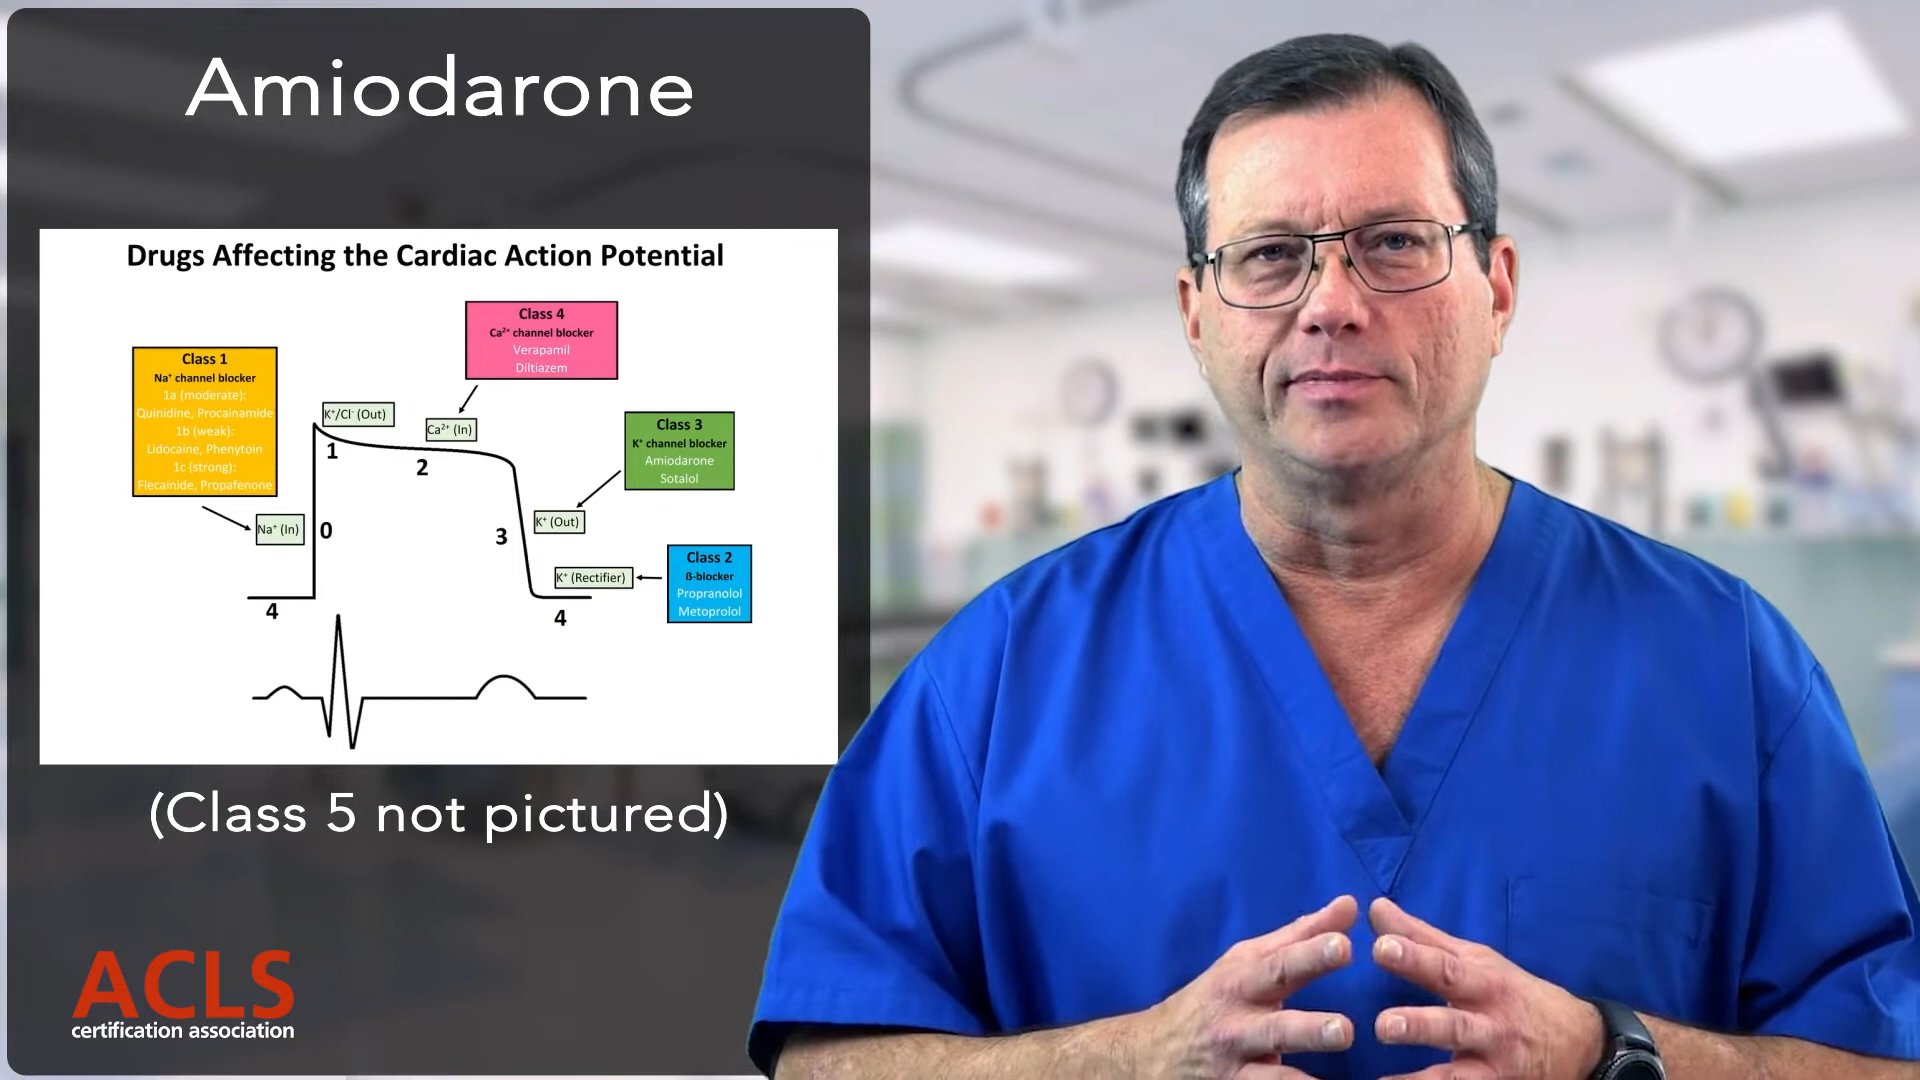 Amiodarone
Drugs Affecting the Cardiac Action Potential
Class 4
Ca²⁺ channel blocker
Verapamil
Diltiazem
Class 1
Na⁺ channel blocker
1a (moderate):
Quinidine, Procainamide
1b (weak):
Lidocaine, Phenytoin
1c (strong):
Flecainide, Propafenone
K⁺/Cl⁻ (Out)
Ca²⁺ (In)
Class 3
K⁺ channel blocker
Amiodarone
Sotalol
1
2
Na⁺ (In)
0
3
K⁺ (Out)
Class 2
ß-blocker
Propranolol
Metoprolol
K⁺ (Rectifier)
4
4
(Class 5 not pictured)
ACLS
certification association